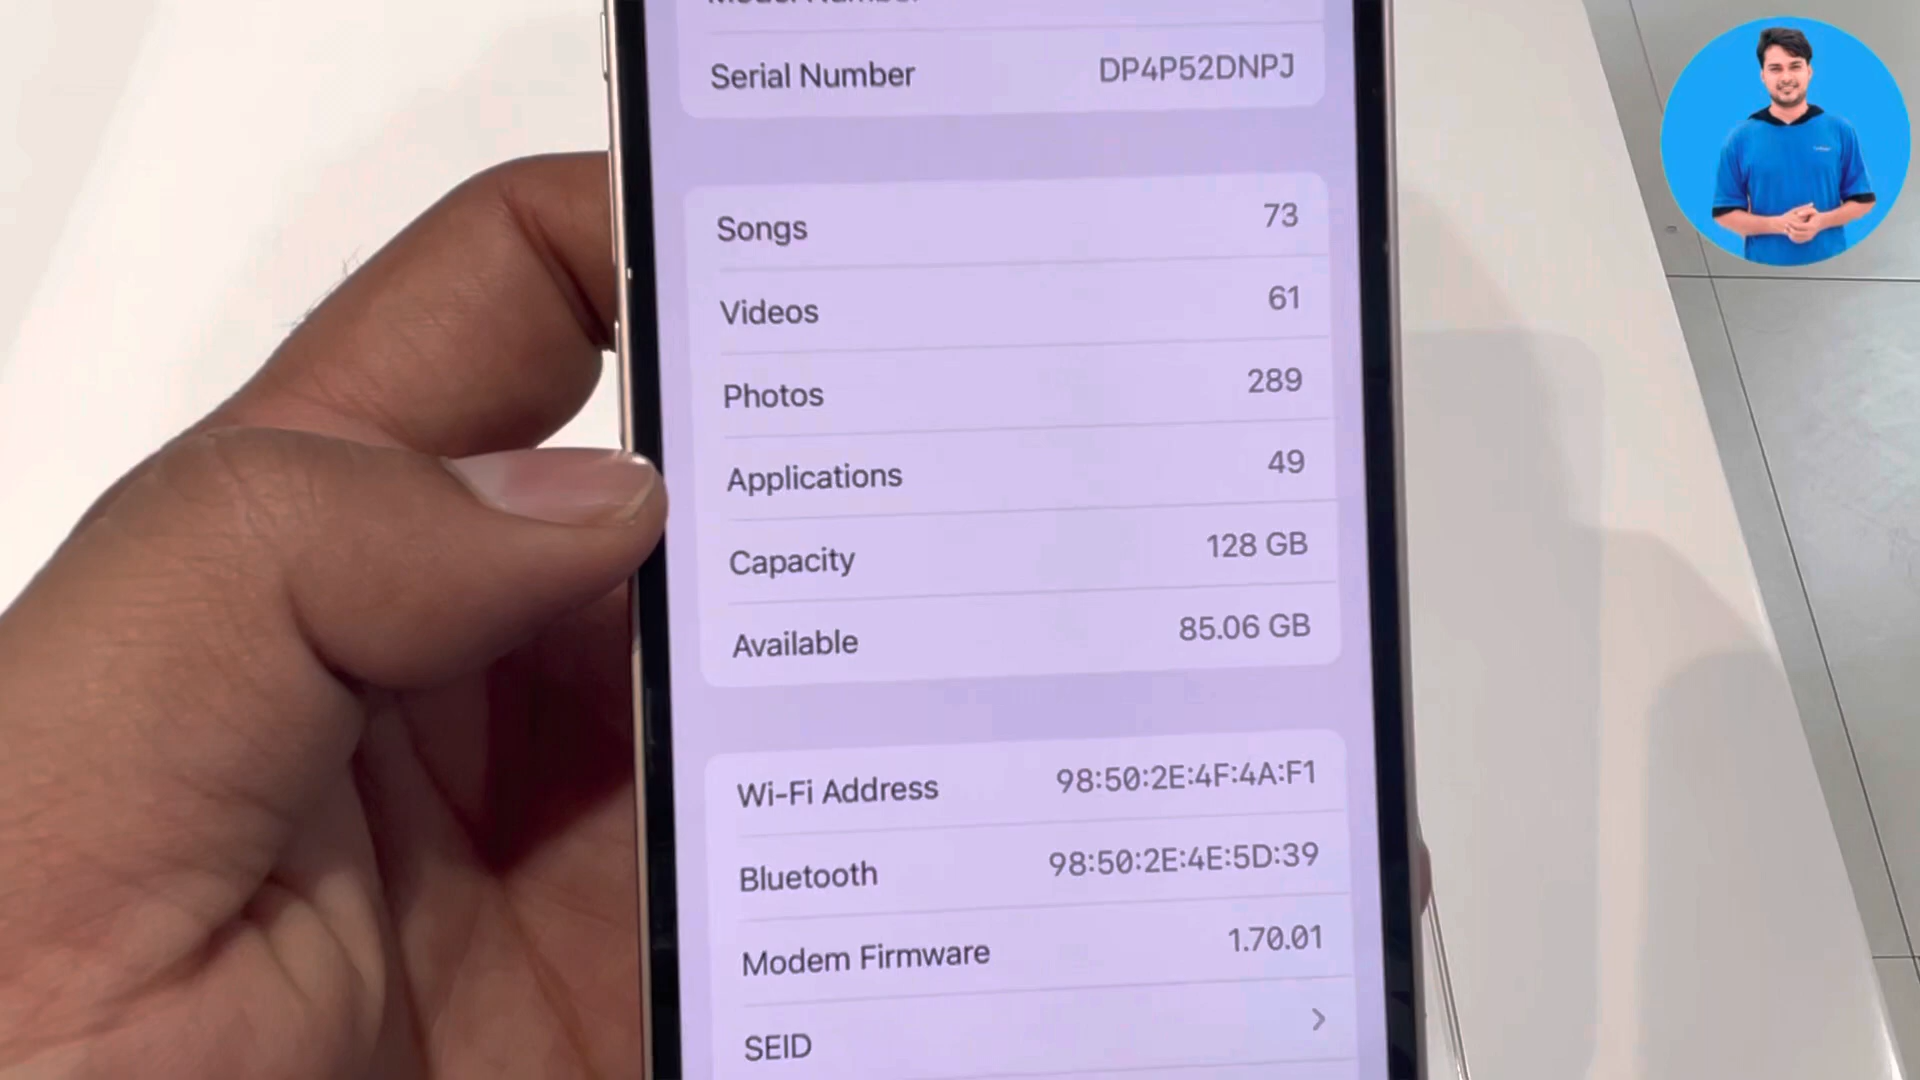 Model Number
Serial Number DP4P52DNPJ
Songs 73
Videos 61
Photos 289
Applications 49
Capacity 128 GB
Available 85.06 GB
Wi-Fi Address 98:50:2E:4F:4A:F1
Bluetooth 98:50:2E:4E:5D:39
Modem Firmware 1.70.01
SEID